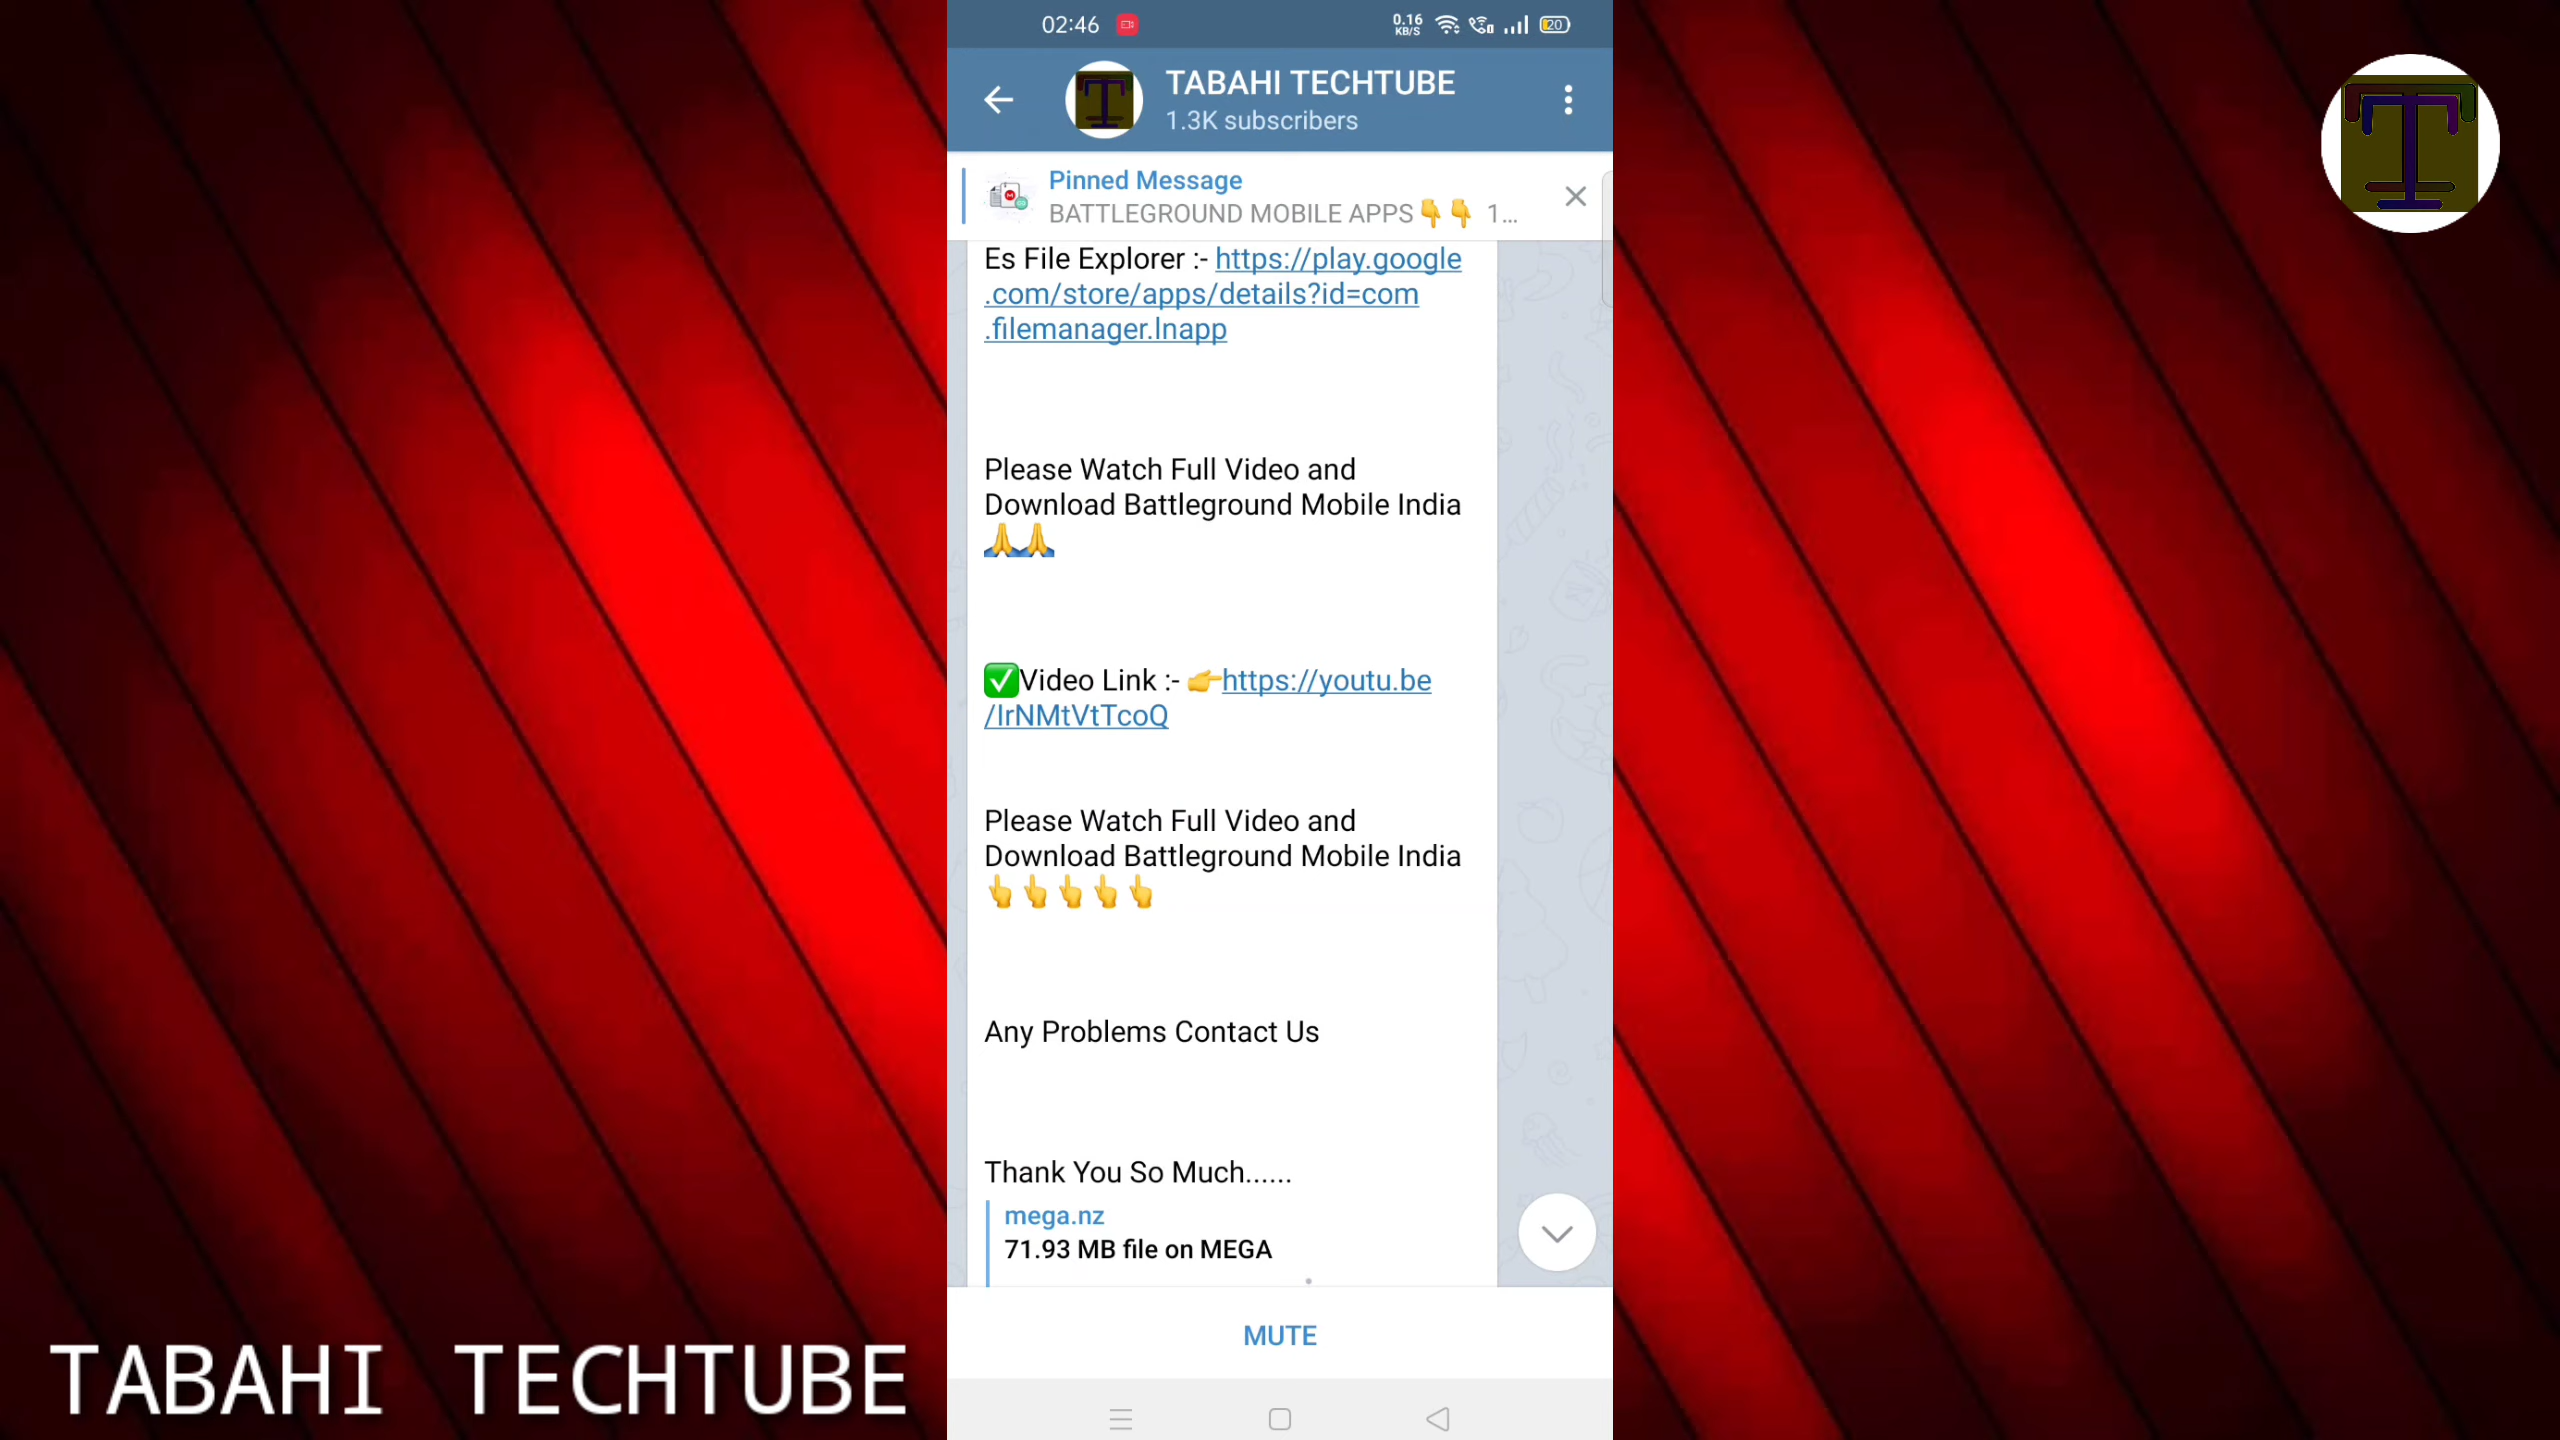 02:46
0.16
KB/S
20
TABAHI TECHTUBE
1.3K subscribers
Pinned Message
BATTLEGROUND MOBILE APPS👇👇 1...
Es File Explorer :- https://play.google
.com/store/apps/details?id=com
.filemanager.lnapp
Please Watch Full Video and
Download Battleground Mobile India
🙏🙏
✅Video Link :- 👉https://youtu.be
/IrNMtVtTcoQ
Please Watch Full Video and
Download Battleground Mobile India
👆👆👆👆👆
Any Problems Contact Us
Thank You So Much......
mega.nz
71.93 MB file on MEGA
MUTE
TABAHI TECHTUBE